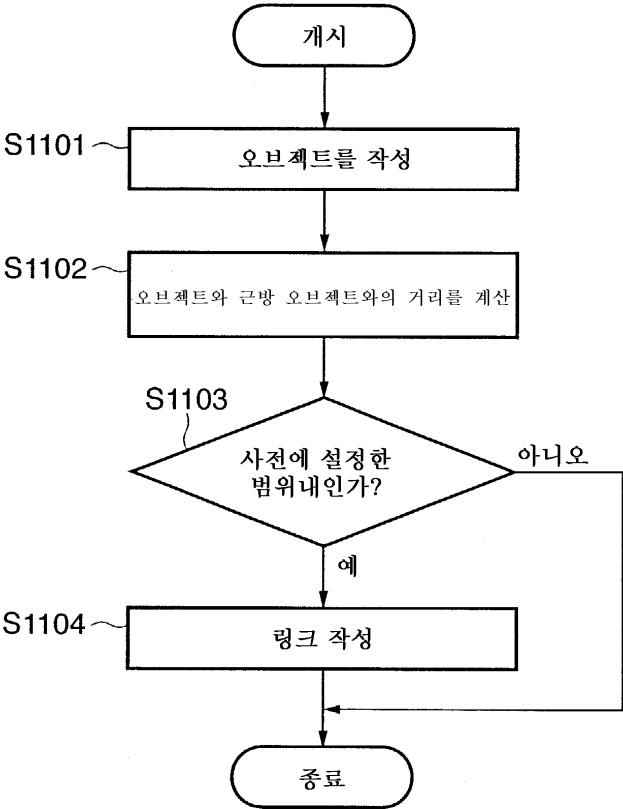 개시
S1101
오브젝트를 작성
S1102
오브젝트와 근방 오브젝트와의 거리를 계산
S1103
사전에 설정한
범위내인가?
아니오
예
S1104
링크 작성
종료